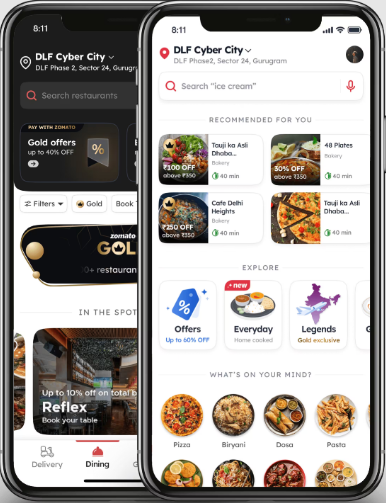 8:11
DLF Cyber City
DLF Phase 2, Sector 24, Gurugr
Search restaurants
PAY WITH ZOMATO
Gold offers
up to 40% OFF
%
Filters
Gold
Book
zomato
GOL
0+ restauran
IN THE SPOT
Up to 10% off on total b
Reflex
Book your table
Delivery
Dining
8:11
DLF Cyber City
DLF Phase2, Sector 24, Gurugram
Search "ice cream"
RECOMMENDED FOR YOU
₹100 OFF
above ₹350
Tauji ka Asli
Dhaba...
Bakery
40 min
30% OFF
above ₹350
48 Plates
Bakery
40 min
₹250 OFF
above ₹350
Cafe Delhi
Heights
Bakery
40 min
Tauji ka Asli
Dhaba...
Bakery
40 min
EXPLORE
%
Offers
Up to 60% OFF
new
Everyday
Home cooked
Legends
Gold exclusive
G
WHAT'S ON YOUR MIND?
Pizza
Biryani
Dosa
Pasta